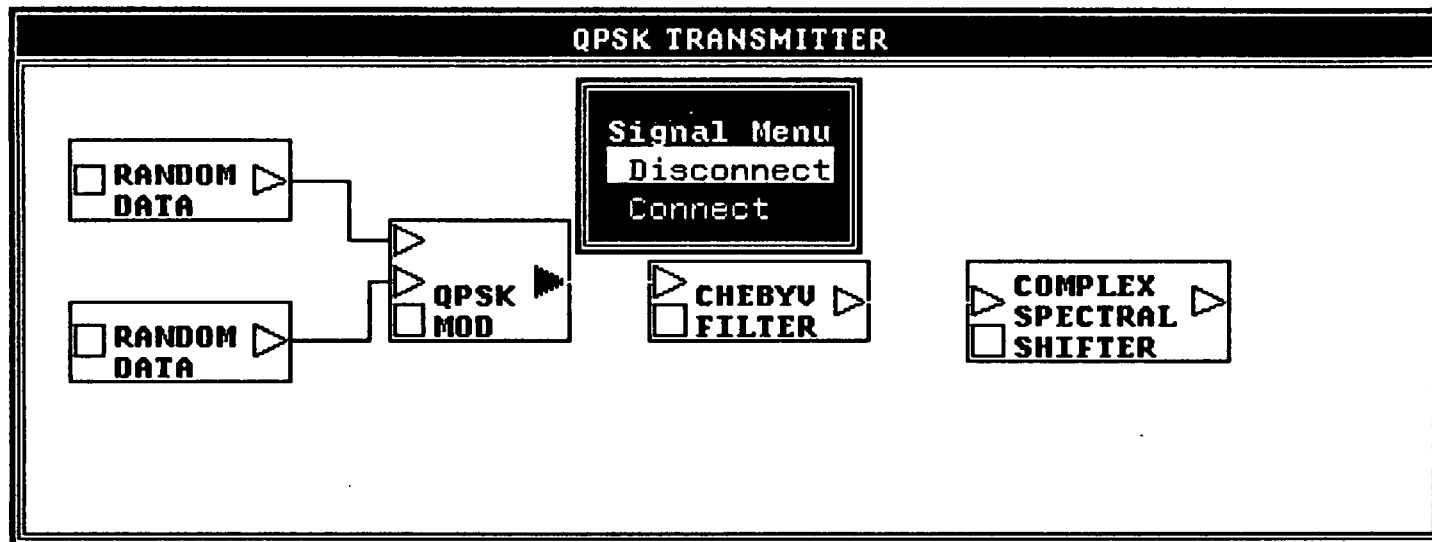 QPSK TRANSMITTER
Signal Menu
Disconnect
Connect
RANDOM
DATA
RANDOM
DATA
QPSK
MOD
CHEBYV
FILTER
COMPLEX
SPECTRAL
SHIFTER